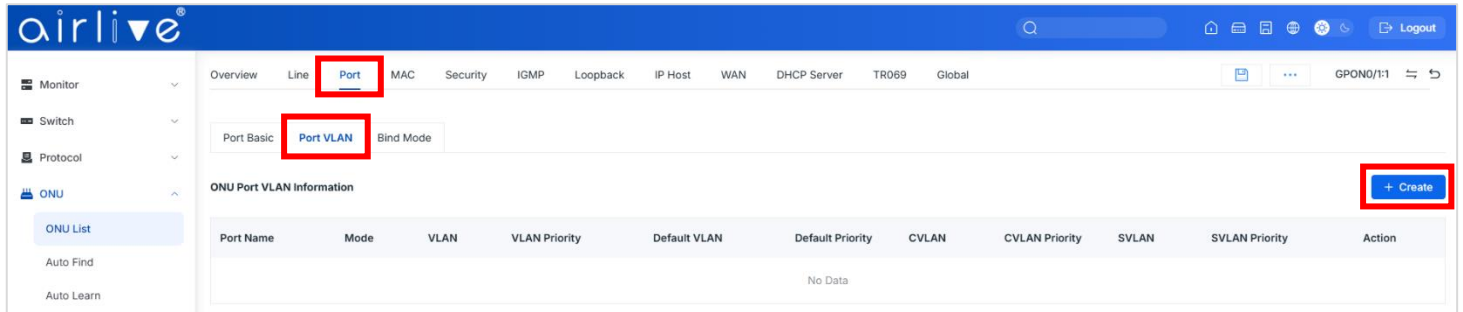 airlive®
Logout
Monitor
Switch
Protocol
ONU
ONU List
Auto Find
Auto Learn
Overview Line Port MAC Security IGMP Loopback IP Host WAN DHCP Server TR069 Global
GPON0/1:1
Port Basic Port VLAN Bind Mode
ONU Port VLAN Information
+ Create
Port Name Mode VLAN VLAN Priority Default VLAN Default Priority CVLAN CVLAN Priority SVLAN SVLAN Priority Action
No Data